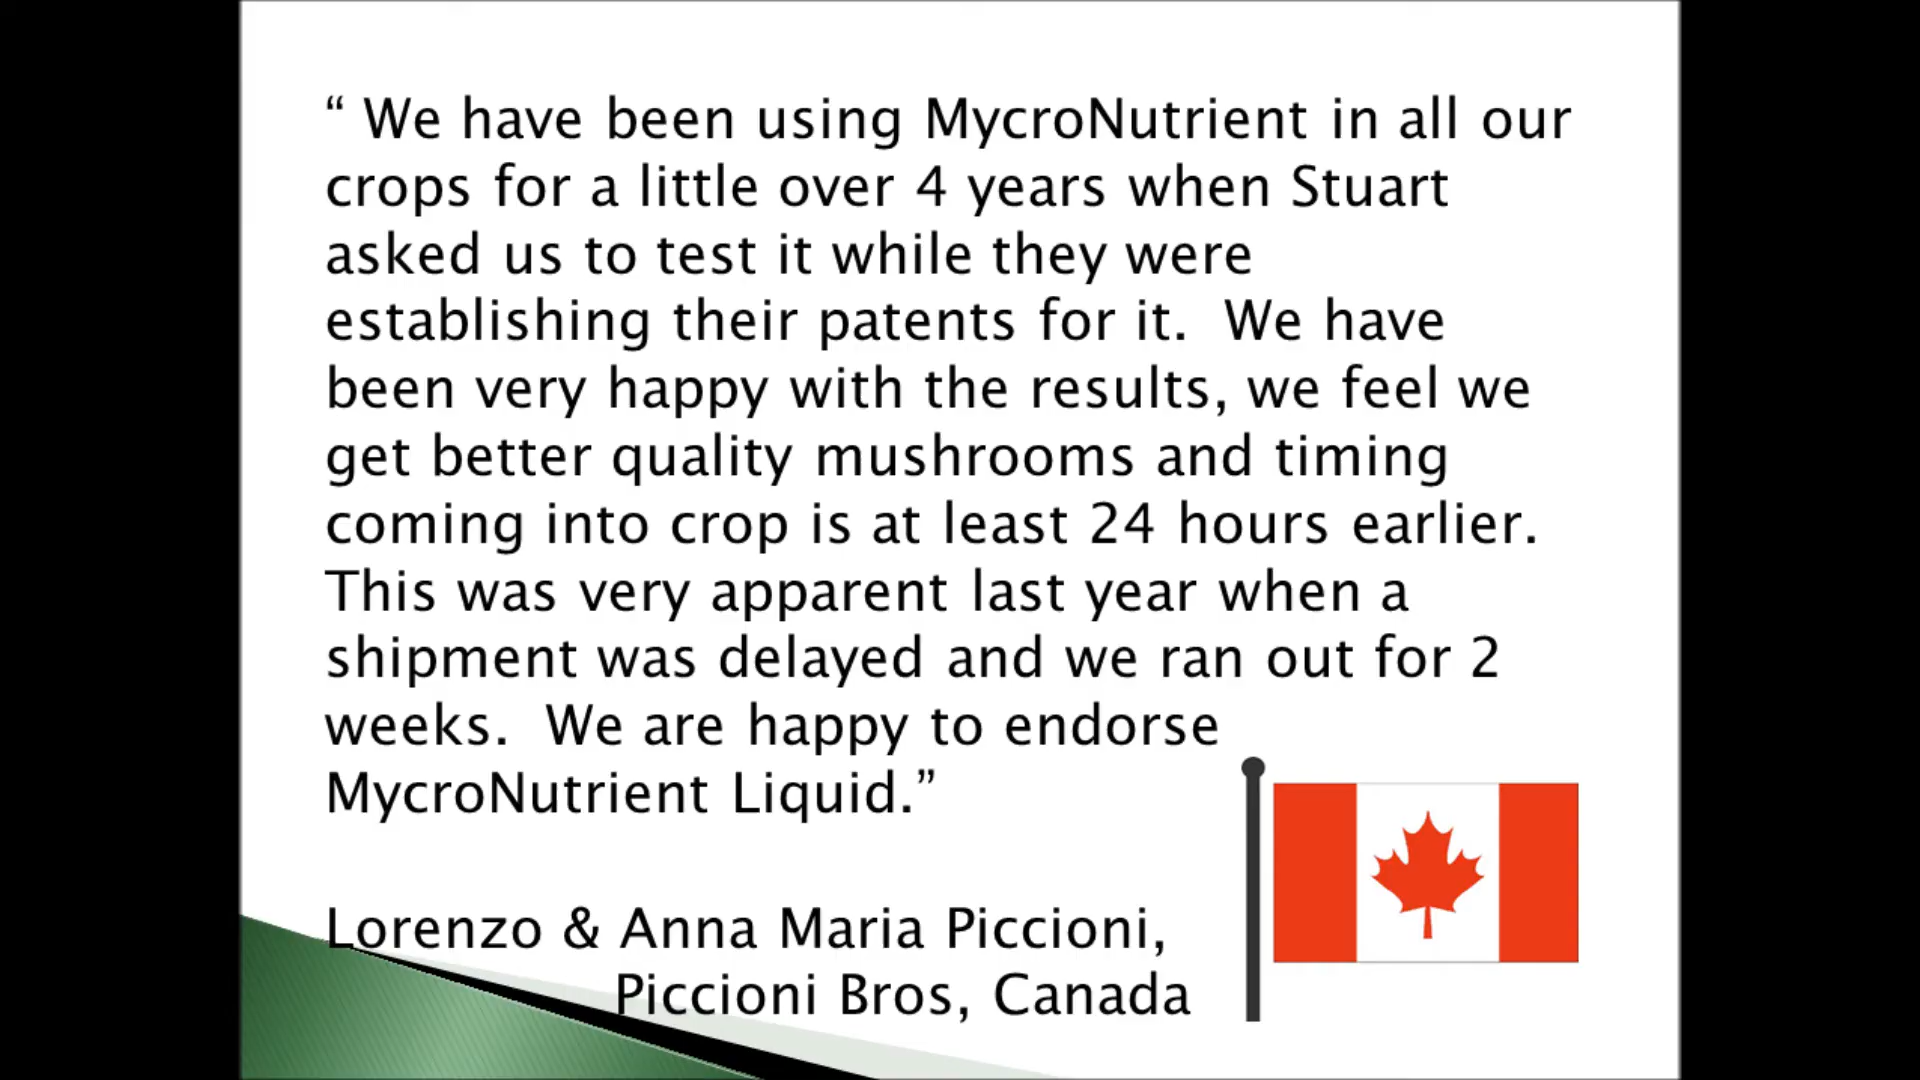 “ We have been using MycroNutrient in all our
crops for a little over 4 years when Stuart
asked us to test it while they were
establishing their patents for it.  We have
been very happy with the results, we feel we
get better quality mushrooms and timing
coming into crop is at least 24 hours earlier.
This was very apparent last year when a
shipment was delayed and we ran out for 2
weeks.  We are happy to endorse
MycroNutrient Liquid.”
Lorenzo & Anna Maria Piccioni,
Piccioni Bros, Canada